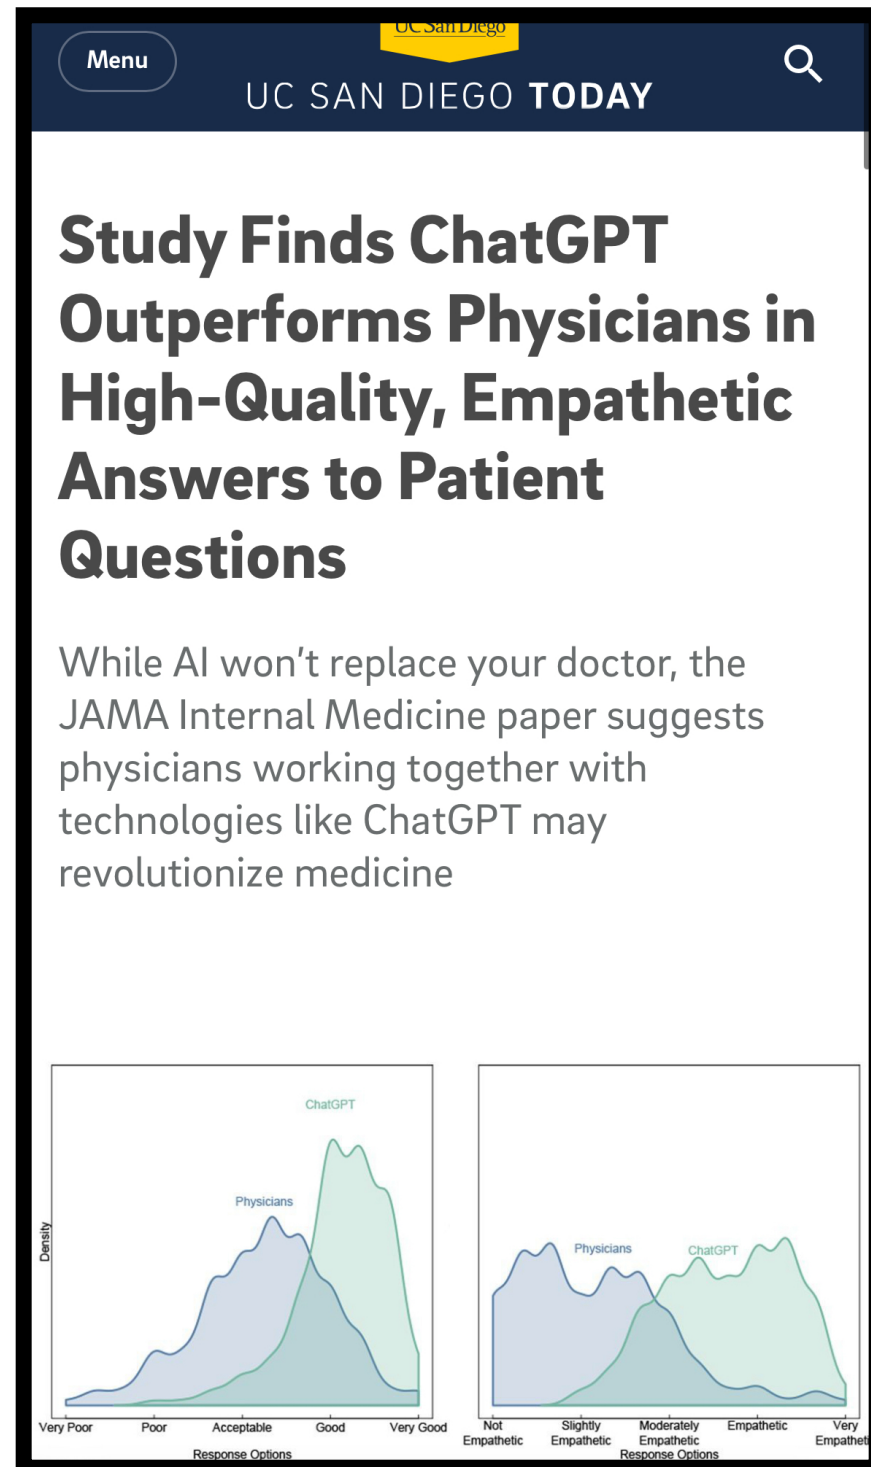 UC San Diego
Menu
UC SAN DIEGO TODAY
Study Finds ChatGPT
Outperforms Physicians in
High-Quality, Empathetic
Answers to Patient
Questions
While AI won't replace your doctor, the
JAMA Internal Medicine paper suggests
physicians working together with
technologies like ChatGPT may
revolutionize medicine
ChatGPT
Physicians
Density
Very Poor Poor Acceptable Good Very Good
Response Options
Physicians
ChatGPT
Not Slightly Moderately Empathetic Very
Empathetic Empathetic Empathetic Empatheti
Response Options